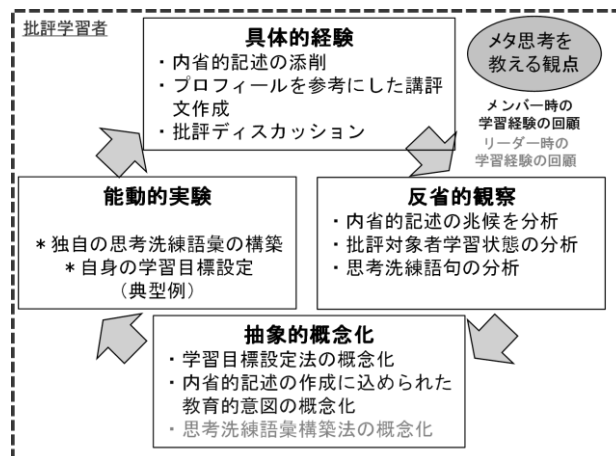 批評学習者
具体的経験
・内省的記述の添削
・プロフィールを参考にした講評
文作成
・批評ディスカッション
メタ思考を
教える観点
メンバー時の
学習経験の回顧
リーダー時の
学習経験の回顧
能動的実験
＊独自の思考洗練語彙の構築
＊自身の学習目標設定
（典型例）
反省的観察
・内省的記述の兆候を分析
・批評対象者学習状態の分析
・思考洗練語句の分析
抽象的概念化
・学習目標設定法の概念化
・内省的記述の作成に込められた
教育的意図の概念化
・思考洗練語彙構築法の概念化